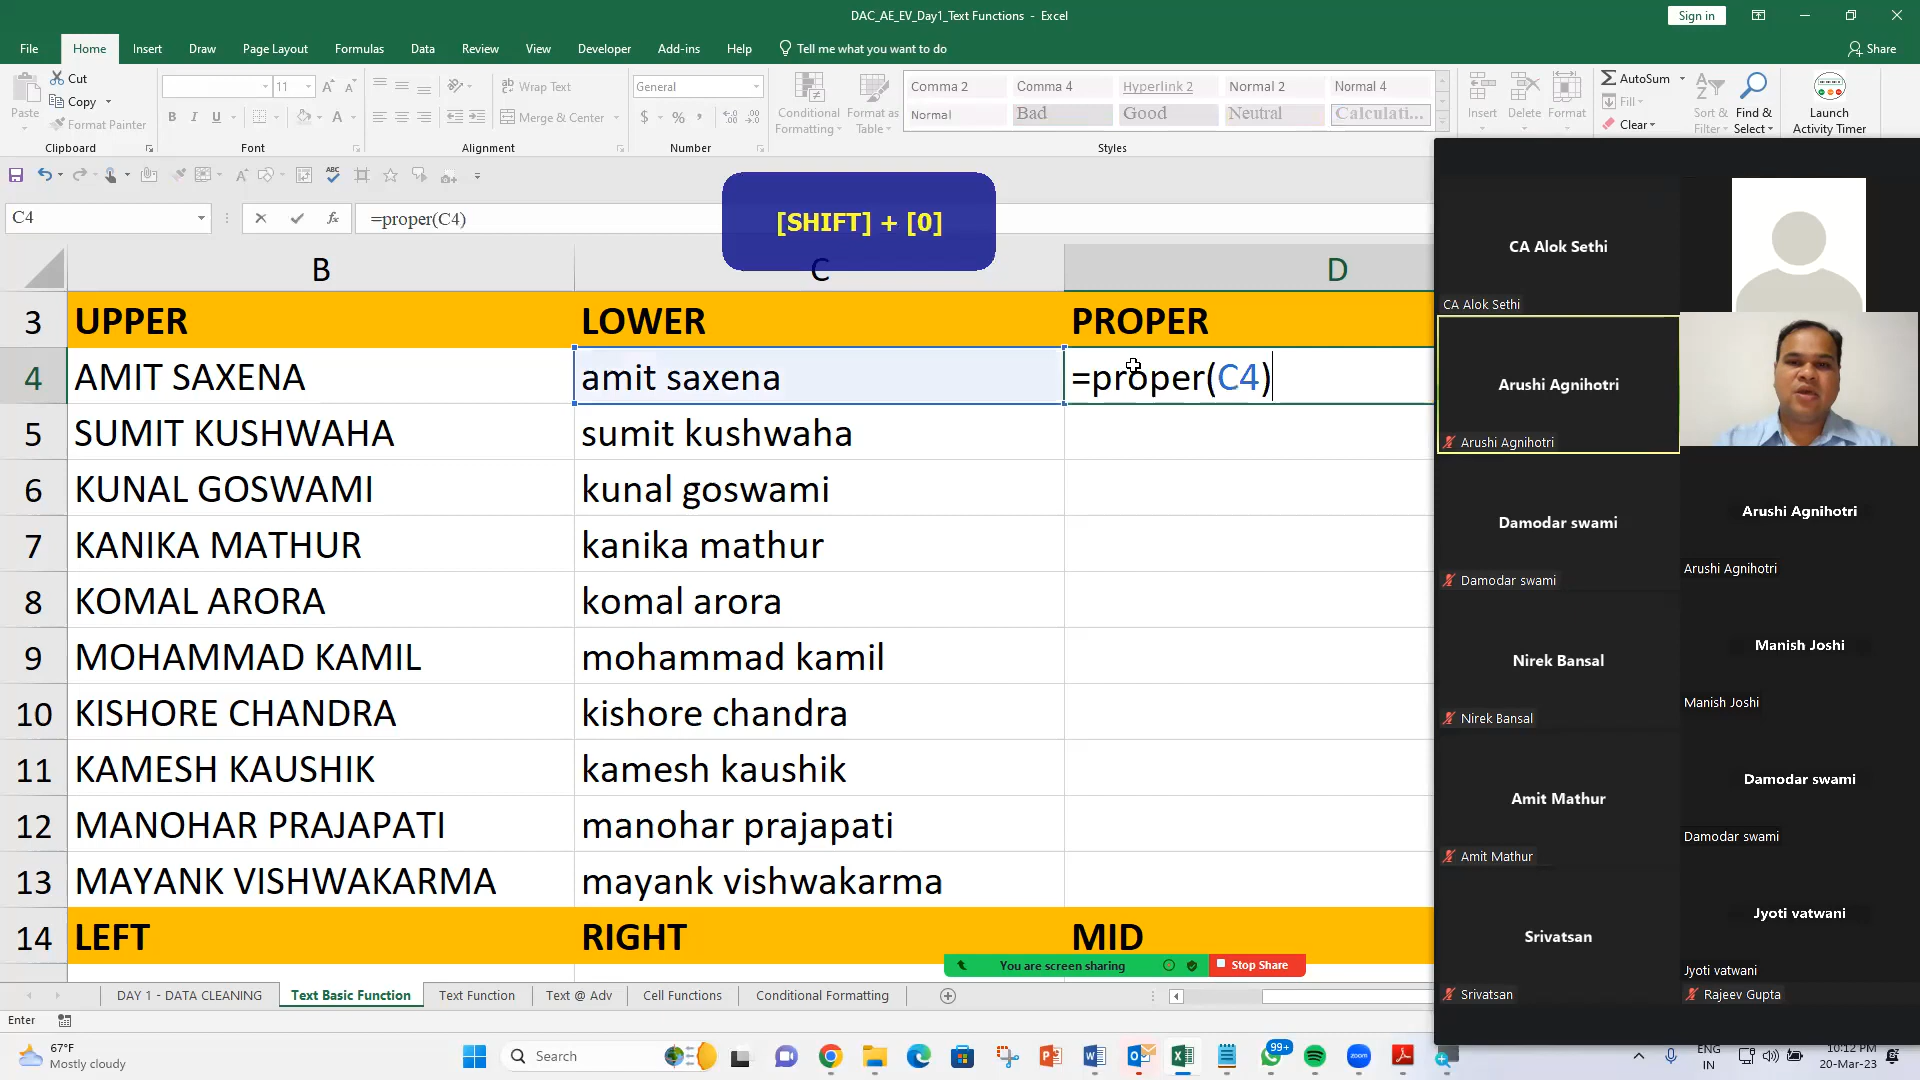 DAC_AE_EV_Day1_Text Functions - Excel
Sign in
File Home Insert Draw Page Layout Formulas Data Review View Developer Add-ins Help Tell me what you want to do
Share
Paste
Cut
Copy
Format Painter
Clipboard
11
B I U
Font
Wrap Text
Merge & Center
Alignment
General
$ % ,
Number
Conditional Formatting
Format as Table
Comma 2 Comma 4 Hyperlink 2 Normal 2 Normal 4
Normal Bad Good Neutral Calculati...
Styles
Insert Delete Format
AutoSum
Fill
Clear
Sort & Filter
Find & Select
Launch Activity Timer
C4
=proper(C4)
[SHIFT] + [0]
B C D
3 UPPER LOWER PROPER
4 AMIT SAXENA amit saxena =proper(C4)
5 SUMIT KUSHWAHA sumit kushwaha
6 KUNAL GOSWAMI kunal goswami
7 KANIKA MATHUR kanika mathur
8 KOMAL ARORA komal arora
9 MOHAMMAD KAMIL mohammad kamil
10 KISHORE CHANDRA kishore chandra
11 KAMESH KAUSHIK kamesh kaushik
12 MANOHAR PRAJAPATI manohar prajapati
13 MAYANK VISHWAKARMA mayank vishwakarma
14 LEFT RIGHT MID
You are screen sharing Stop Share
DAY 1 - DATA CLEANING Text Basic Function Text Function Text @ Adv Cell Functions Conditional Formatting
Enter
CA Alok Sethi
CA Alok Sethi
Arushi Agnihotri
Arushi Agnihotri
Damodar swami
Damodar swami
Arushi Agnihotri
Arushi Agnihotri
Nirek Bansal
Nirek Bansal
Manish Joshi
Manish Joshi
Amit Mathur
Amit Mathur
Damodar swami
Damodar swami
Srivatsan
Srivatsan
Jyoti vatwani
Jyoti vatwani
Rajeev Gupta
67°F
Mostly cloudy
Search
99+
zoom
ENG
IN
10:12 PM
20-Mar-23